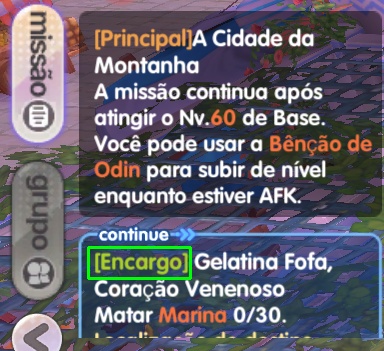 missão
[Principal]A Cidade da
Montanha
A missão continua após
atingir o Nv.60 de Base.
Você pode usar a Bênção de
Odin para subir de nível
enquanto estiver AFK.
grupo
continue
[Encargo] Gelatina Fofa,
Coração Venenoso
Matar Marina 0/30.